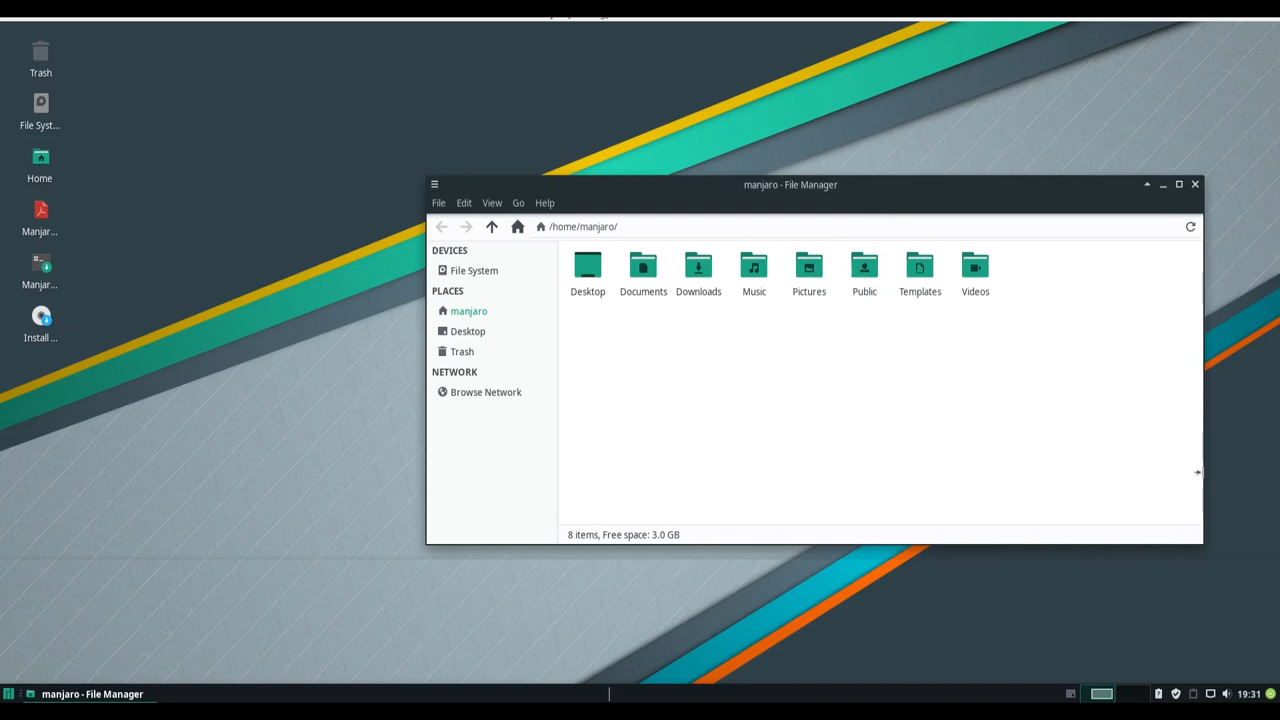 Trash
File Syst...
Home
Manjar...
Manjar...
Install ...
manjaro - File Manager
File Edit View Go Help
/home/manjaro/
DEVICES
File System
PLACES
manjaro
Desktop
Trash
NETWORK
Browse Network
Desktop Documents Downloads Music Pictures Public Templates Videos
8 items, Free space: 3.0 GB
manjaro - File Manager
19:31